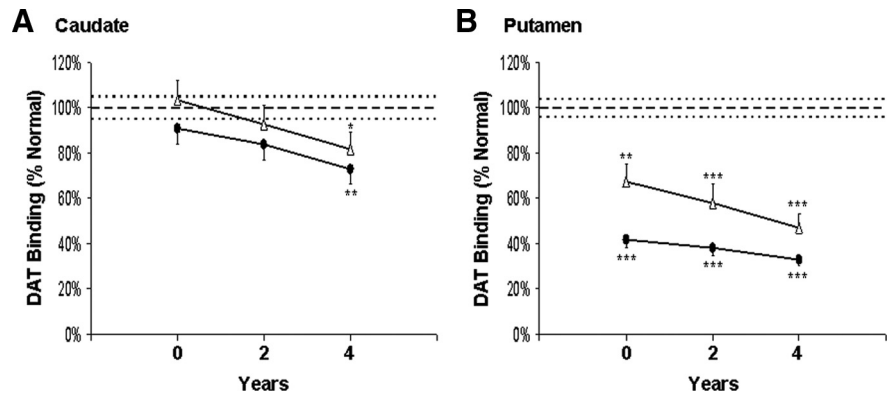 A Caudate
DAT Binding (% Normal)
120%
100%
80%
60%
40%
20%
0%
*
**
0 2 4
Years
B Putamen
DAT Binding (% Normal)
120%
100%
80%
60%
40%
20%
0%
**
***
***
***
***
***
0 2 4
Years